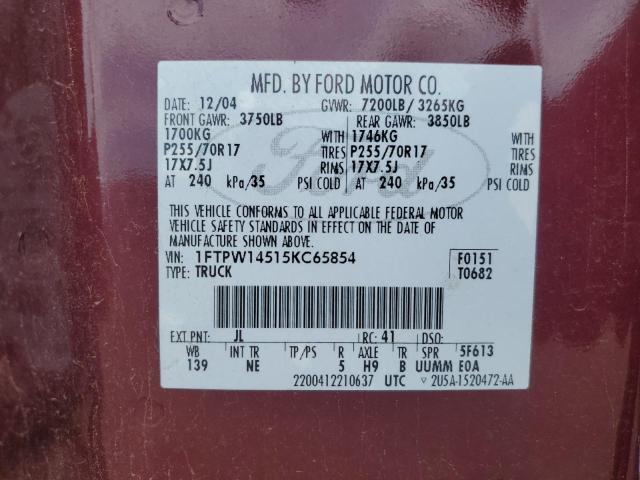 MFD. BY FORD MOTOR CO.
DATE: 12/04 GVWR: 7200LB/ 3265KG
FRONT GAWR: 3750LB REAR GAWR: 3850LB
1700KG WITH 1746KG WITH
P255/70R17 TIRES P255/70R17 TIRES
17X7.5J RIMS 17X7.5J RIMS
AT 240 kPa/35 PSI COLD AT 240 kPa/35 PSI COLD
Ford
THIS VEHICLE CONFORMS TO ALL APPLICABLE FEDERAL MOTOR
VEHICLE SAFETY STANDARDS IN EFFECT ON THE DATE OF
MANUFACTURE SHOWN ABOVE.
VIN: 1FTPW14515KC65854 F0151
TYPE: TRUCK T0682
EXT PNT: JL RC: 41 DSO:
WB INT TR TP/PS R AXLE TR SPR 5F613
139 NE 5 H9 B UUMM E0A
2200412210637 UTC ▽ 2U5A-1520472-AA